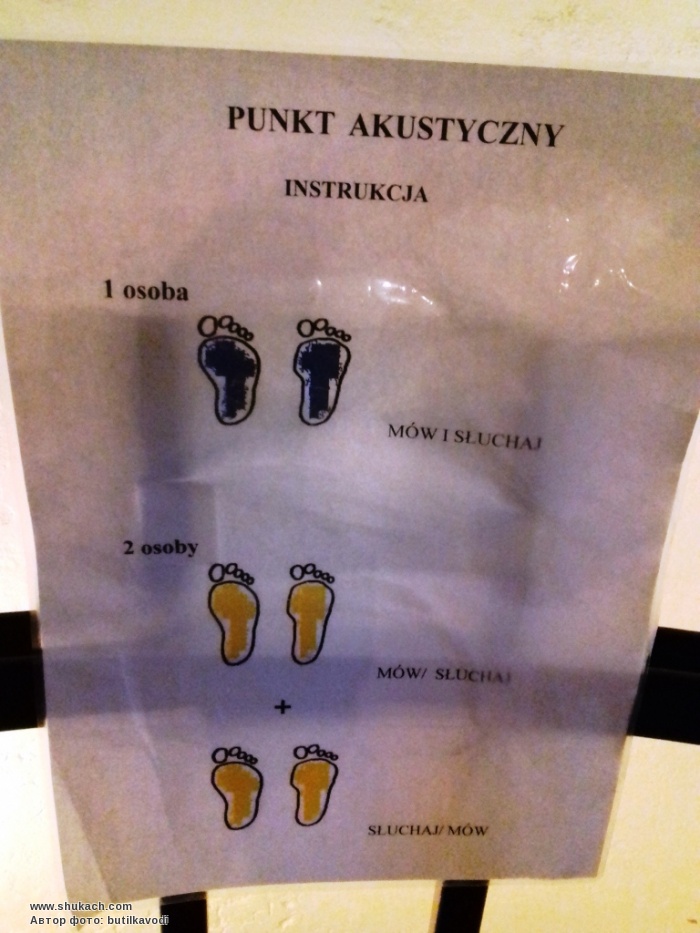 PUNKT AKUSTYCZNY
INSTRUKCJA
1 osoba
MÓW I SŁUCHAJ
2 osoby
MÓW/ SŁUCHAJ
+
SŁUCHAJ/ MÓW
www.shukach.com
Автор фото: butilkavodi